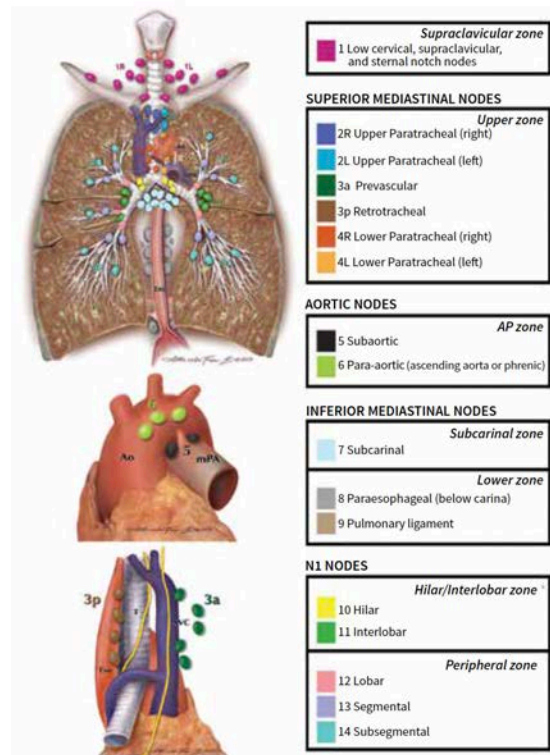 1R
1L
Ao
6
5
mPA
3p
3a
Supraclavicular zone
1 Low cervical, supraclavicular,
and sternal notch nodes
SUPERIOR MEDIASTINAL NODES
Upper zone
2R Upper Paratracheal (right)
2L Upper Paratracheal (left)
3a Prevascular
3p Retrotracheal
4R Lower Paratracheal (right)
4L Lower Paratracheal (left)
AORTIC NODES
AP zone
5 Subaortic
6 Para-aortic (ascending aorta or phrenic)
INFERIOR MEDIASTINAL NODES
Subcarinal zone
7 Subcarinal
Lower zone
8 Paraesophageal (below carina)
9 Pulmonary ligament
N1 NODES
Hilar/Interlobar zone
10 Hilar
11 Interlobar
Peripheral zone
12 Lobar
13 Segmental
14 Subsegmental